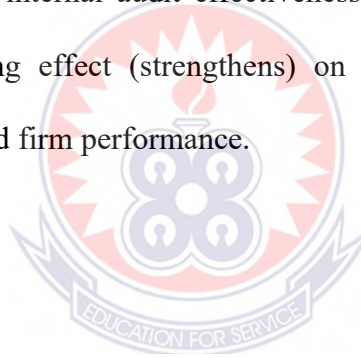 internal audit effectiveness
ng effect (strengthens) on
d firm performance.
EDUCATION FOR SERVICE